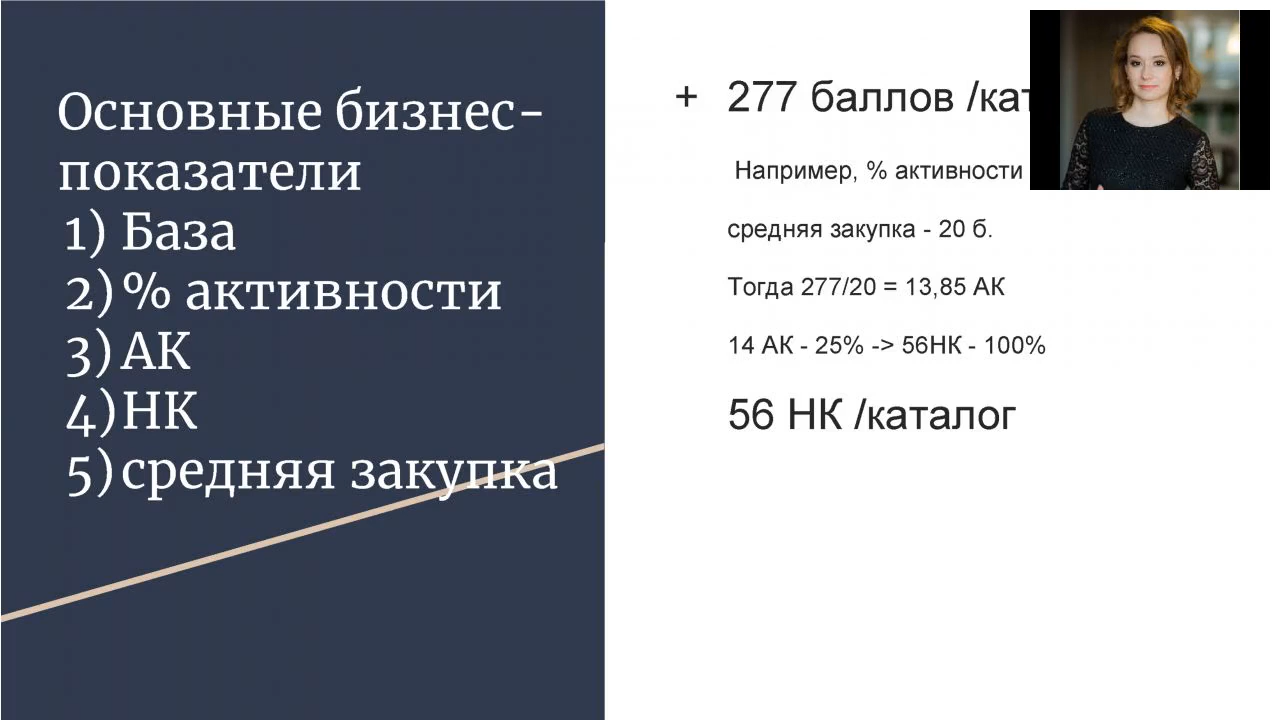 Основные бизнес-
показатели
1) База
2) % активности
3) АК
4) НК
5) средняя закупка
+ 277 баллов /кат
Например, % активности
средняя закупка - 20 б.
Тогда 277/20 = 13,85 АК
14 АК - 25% -> 56НК - 100%
56 НК /каталог